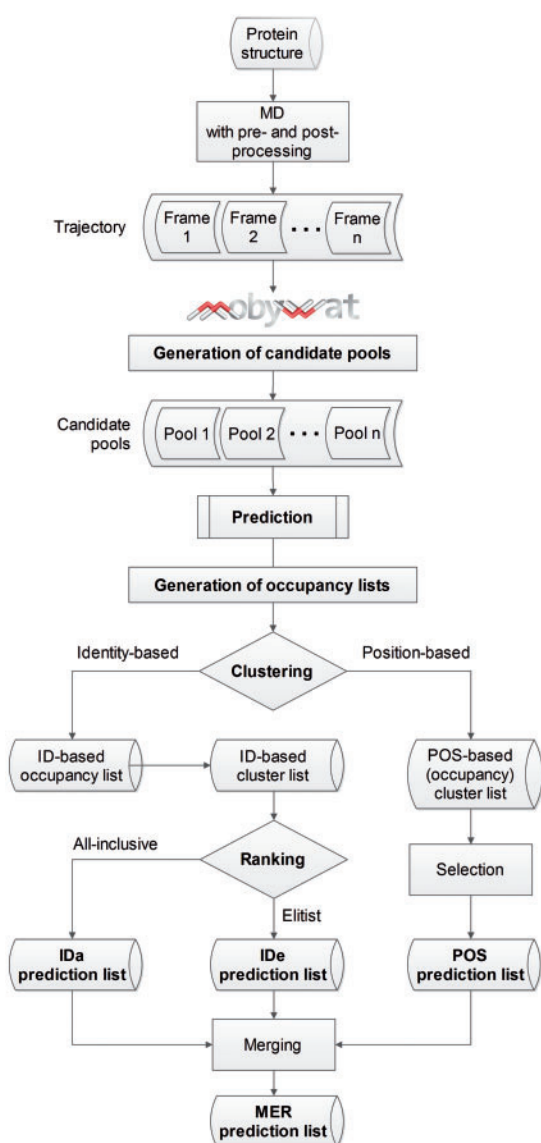 Protein
structure
MD
with pre- and post-
processing
Trajectory
Frame
1
Frame
2
...
Frame
n
mobywat
Generation of candidate pools
Candidate
pools
Pool 1
Pool 2
...
Pool n
Prediction
Generation of occupancy lists
Identity-based
Clustering
Position-based
ID-based
occupancy list
ID-based
cluster list
POS-based
(occupancy)
cluster list
All-inclusive
Ranking
Selection
Elitist
IDa
prediction list
IDe
prediction list
POS
prediction list
Merging
MER
prediction list